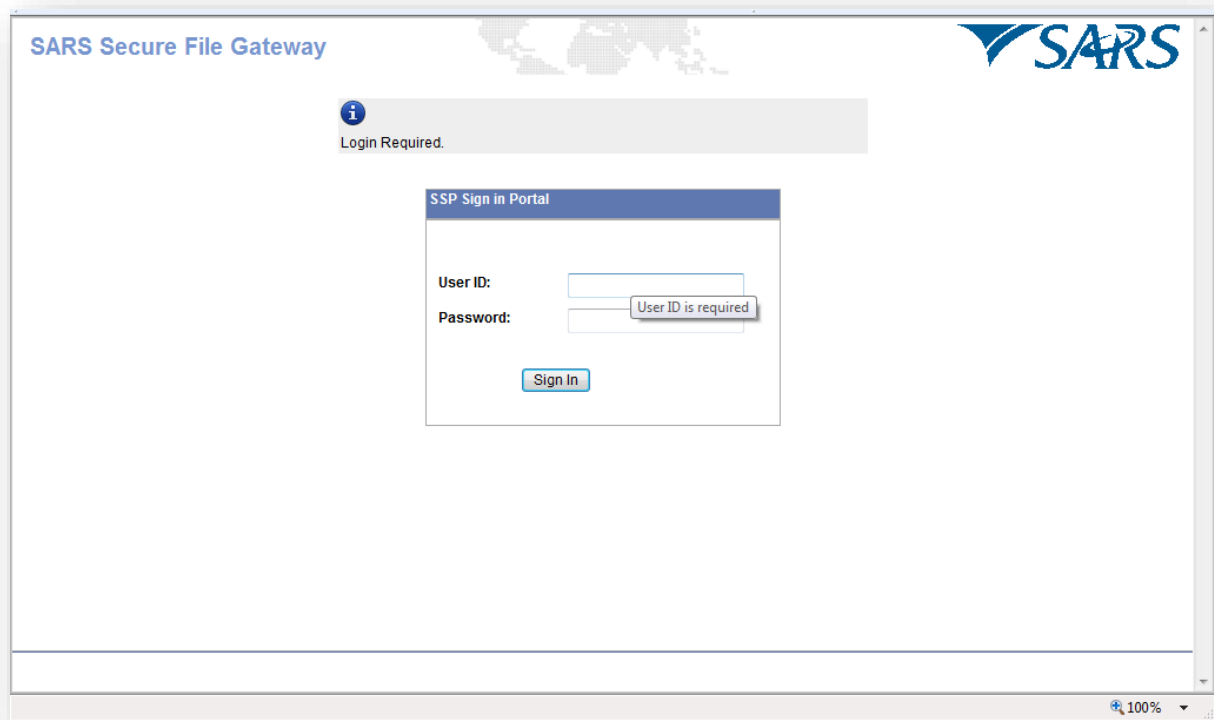 SARS Secure File Gateway
SARS
Login Required.
SSP Sign in Portal
User ID:
User ID is required
Password:
Sign In
100%